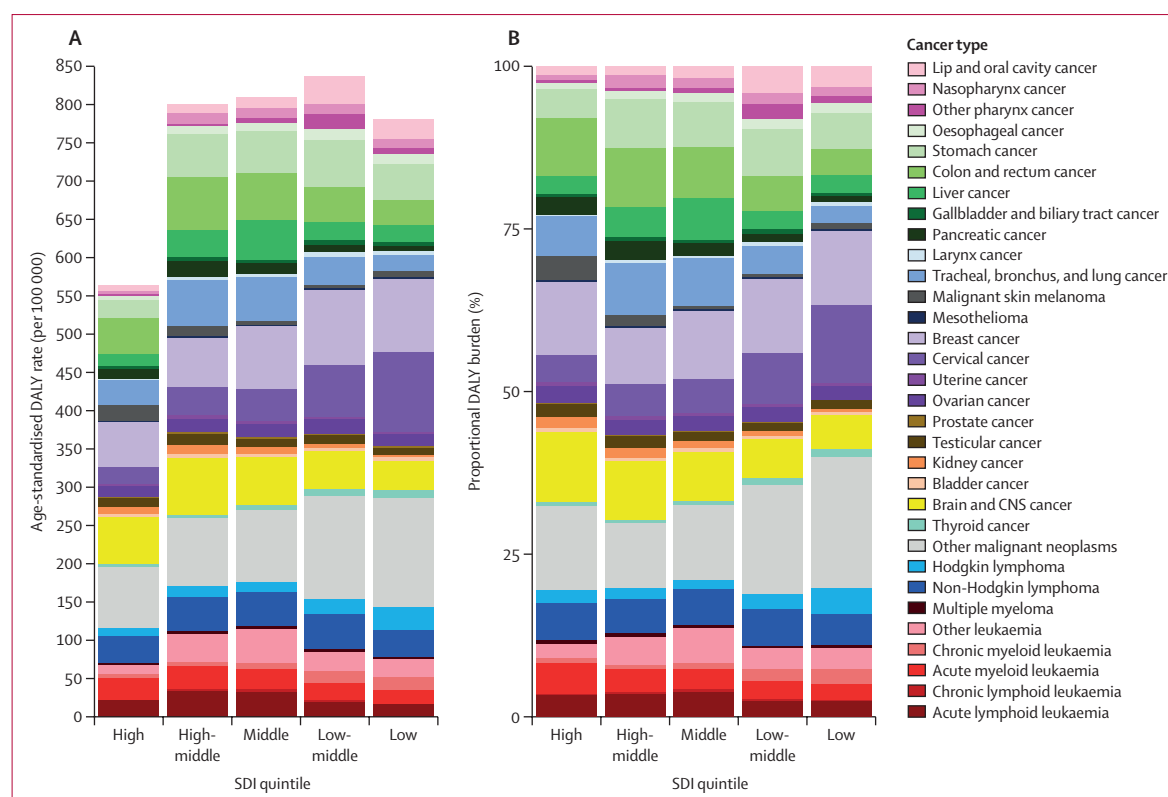 A
Age-standardised DALY rate (per 100 000)
850
800
750
700
650
600
550
500
450
400
350
300
250
200
150
100
50
0
High
High-
middle
Middle
Low-
middle
Low
SDI quintile
B
Proportional DALY burden (%)
100
75
50
25
0
High
High-
middle
Middle
Low-
middle
Low
SDI quintile
Cancer type
Lip and oral cavity cancer
Nasopharynx cancer
Other pharynx cancer
Oesophageal cancer
Stomach cancer
Colon and rectum cancer
Liver cancer
Gallbladder and biliary tract cancer
Pancreatic cancer
Larynx cancer
Tracheal, bronchus, and lung cancer
Malignant skin melanoma
Mesothelioma
Breast cancer
Cervical cancer
Uterine cancer
Ovarian cancer
Prostate cancer
Testicular cancer
Kidney cancer
Bladder cancer
Brain and CNS cancer
Thyroid cancer
Other malignant neoplasms
Hodgkin lymphoma
Non-Hodgkin lymphoma
Multiple myeloma
Other leukaemia
Chronic myeloid leukaemia
Acute myeloid leukaemia
Chronic lymphoid leukaemia
Acute lymphoid leukaemia